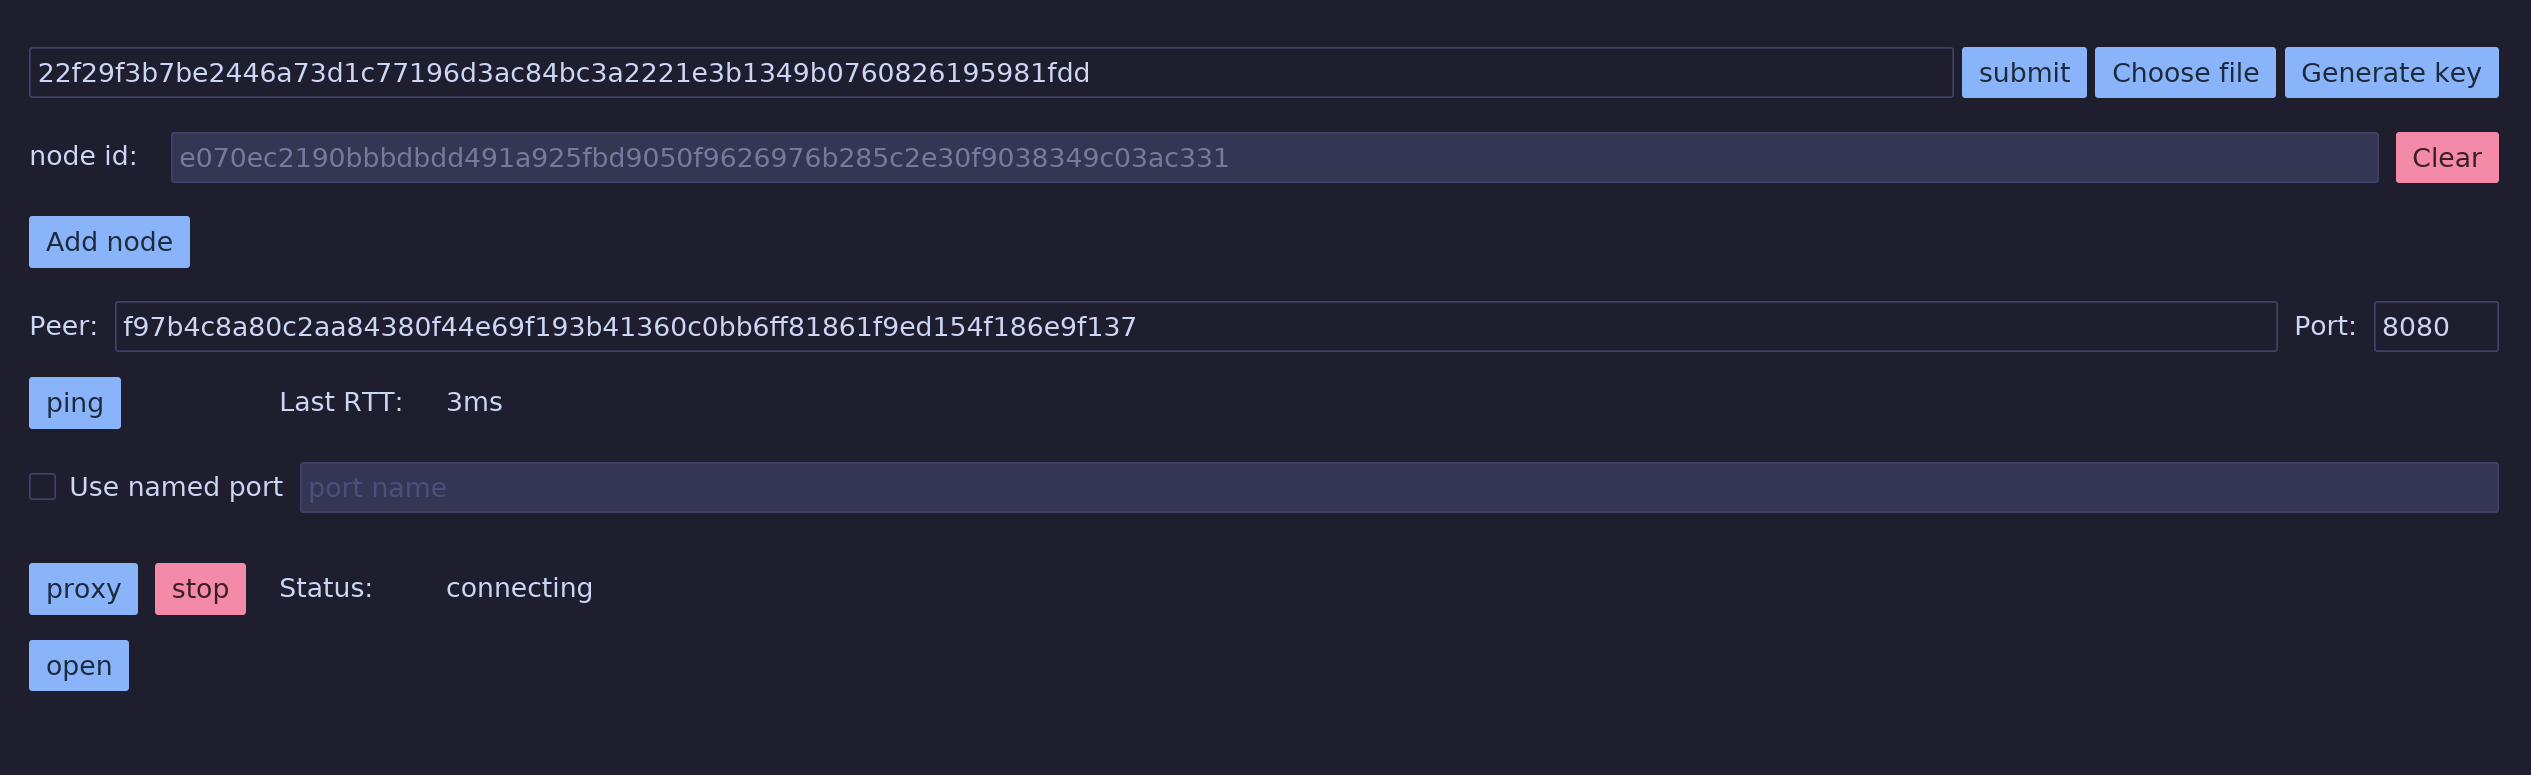 22f29f3b7be2446a73d1c77196d3ac84bc3a2221e3b1349b0760826195981fdd submit Choose file Generate key
node id: e070ec2190bbbdbdd491a925fbd9050f9626976b285c2e30f9038349c03ac331 Clear
Add node
Peer: f97b4c8a80c2aa84380f44e69f193b41360c0bb6ff81861f9ed154f186e9f137 Port: 8080
ping Last RTT: 3ms
Use named port port name
proxy stop Status: connecting
open